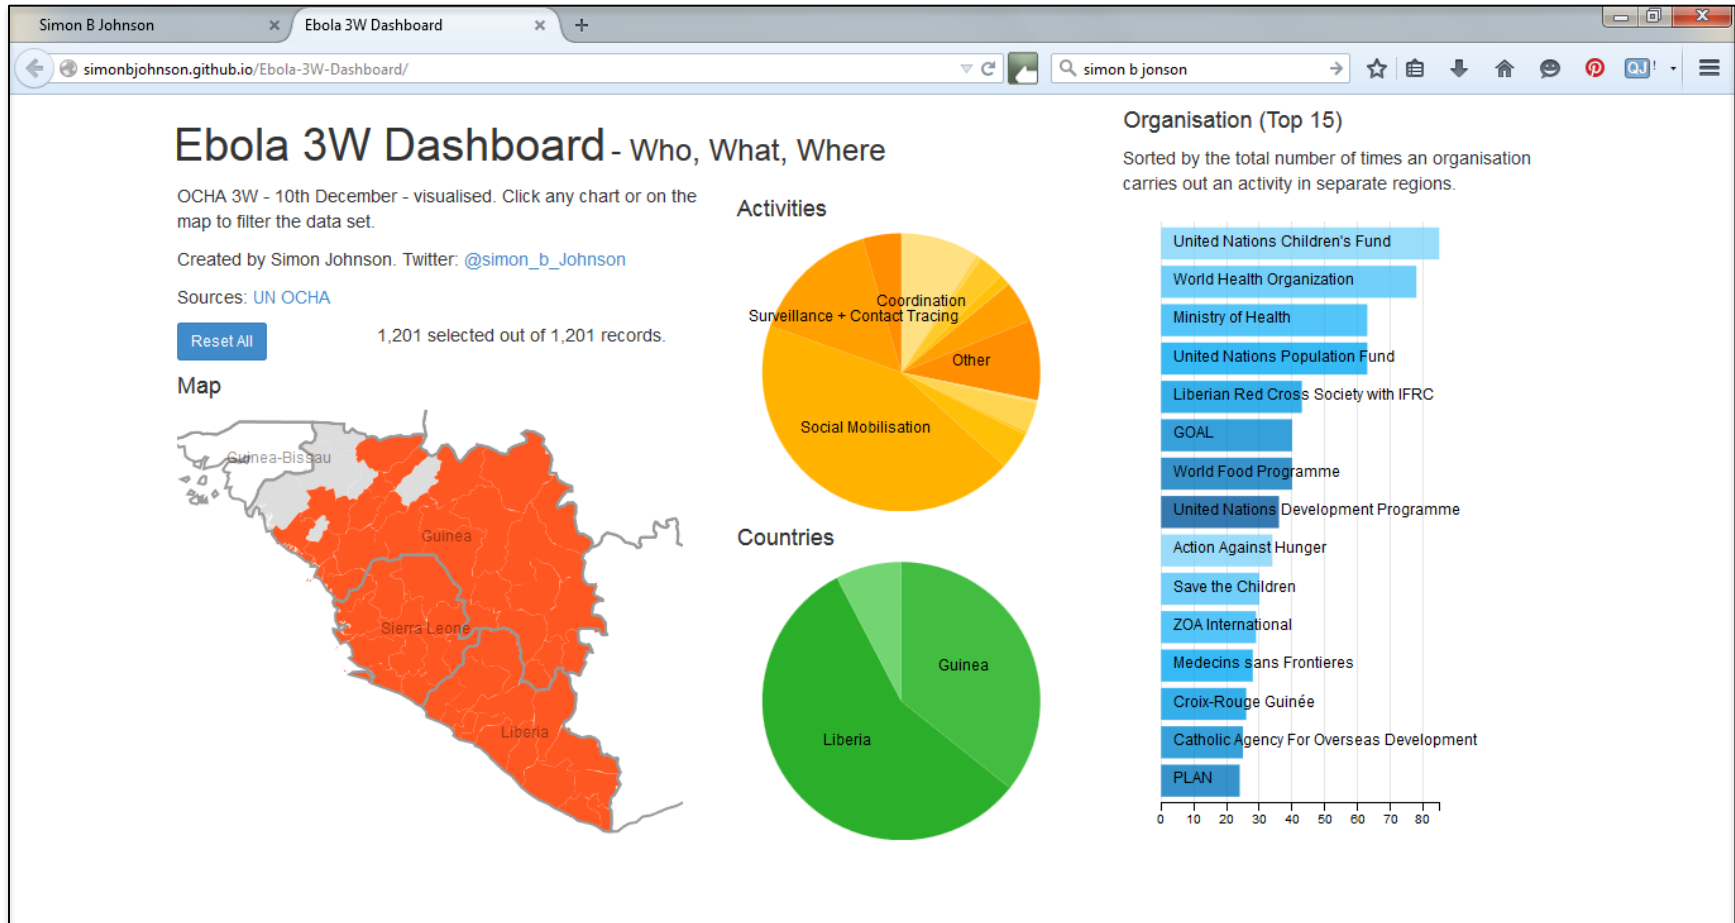 Simon B Johnson
Ebola 3W Dashboard
simonbjohnson.github.io/Ebola-3W-Dashboard/
simon b jonson
QJ !
Ebola 3W Dashboard - Who, What, Where
OCHA 3W - 10th December - visualised. Click any chart or on the
map to filter the data set.
Created by Simon Johnson. Twitter: @simon_b_Johnson
Sources: UN OCHA
Reset All
1,201 selected out of 1,201 records.
Map
Guinea-Bissau
Guinea
Sierra Leone
Liberia
Activities
Coordination
Surveillance + Contact Tracing
Other
Social Mobilisation
Countries
Guinea
Liberia
Organisation (Top 15)
Sorted by the total number of times an organisation
carries out an activity in separate regions.
United Nations Children's Fund
World Health Organization
Ministry of Health
United Nations Population Fund
Liberian Red Cross Society with IFRC
GOAL
World Food Programme
United Nations Development Programme
Action Against Hunger
Save the Children
ZOA International
Medecins sans Frontieres
Croix-Rouge Guinée
Catholic Agency For Overseas Development
PLAN
0 10 20 30 40 50 60 70 80